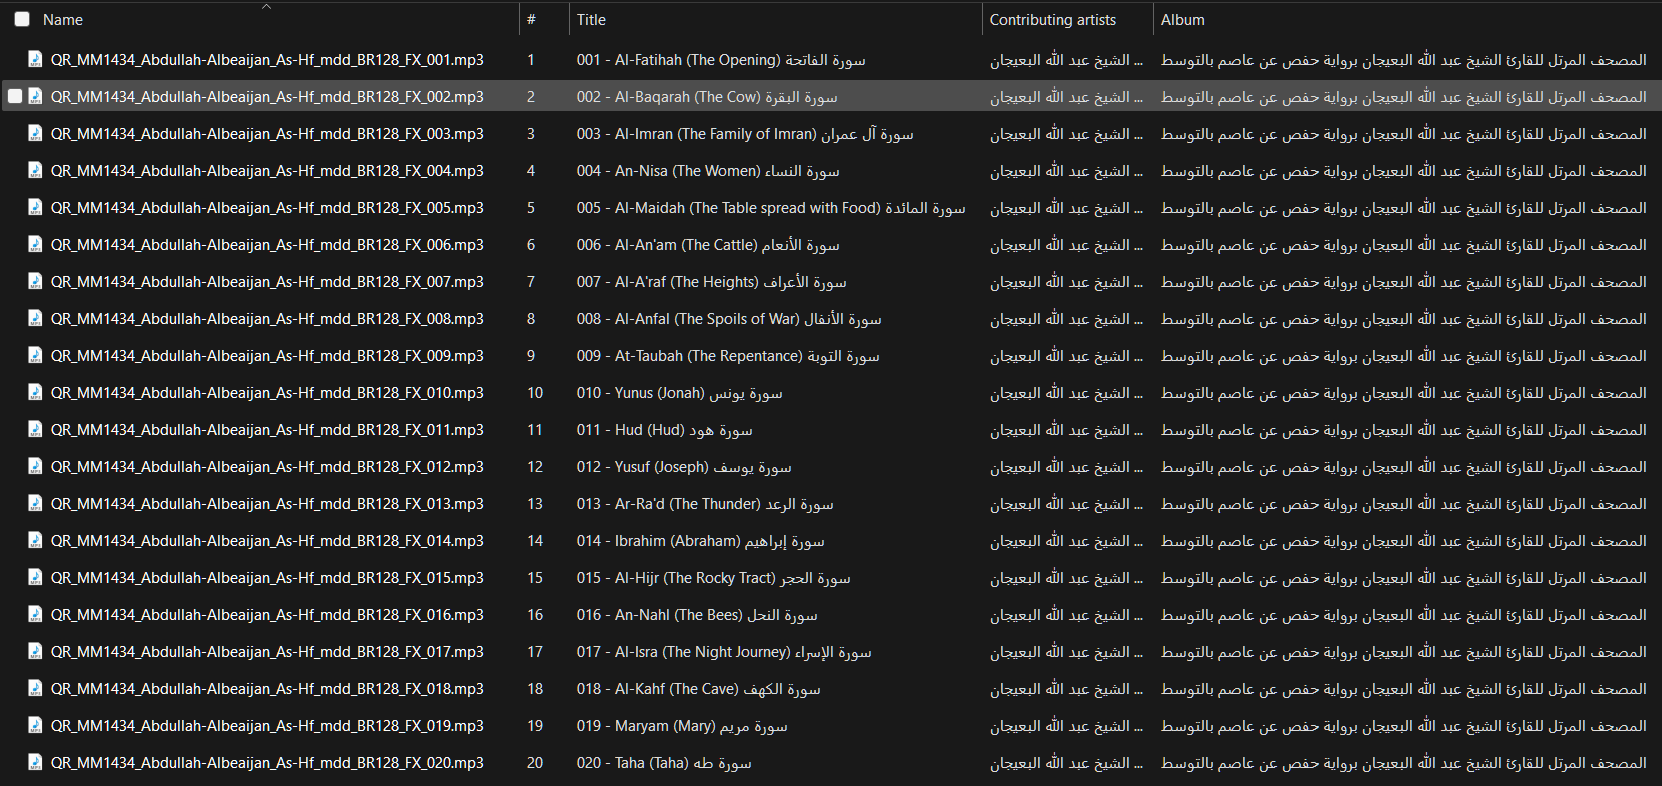 Name # Title Contributing artists Album
QR_MM1434_Abdullah-Albeaijan_As-Hf_mdd_BR128_FX_001.mp3 1 001 - Al-Fatihah (The Opening) سورة الفاتحة الشيخ عبد الله البعيجان ... المصحف المرتل للقارئ الشيخ عبد الله البعيجان برواية حفص عن عاصم بالتوسط
QR_MM1434_Abdullah-Albeaijan_As-Hf_mdd_BR128_FX_002.mp3 2 002 - Al-Baqarah (The Cow) سورة البقرة الشيخ عبد الله البعيجان ... المصحف المرتل للقارئ الشيخ عبد الله البعيجان برواية حفص عن عاصم بالتوسط
QR_MM1434_Abdullah-Albeaijan_As-Hf_mdd_BR128_FX_003.mp3 3 003 - Al-Imran (The Family of Imran) سورة آل عمران الشيخ عبد الله البعيجان ... المصحف المرتل للقارئ الشيخ عبد الله البعيجان برواية حفص عن عاصم بالتوسط
QR_MM1434_Abdullah-Albeaijan_As-Hf_mdd_BR128_FX_004.mp3 4 004 - An-Nisa (The Women) سورة النساء الشيخ عبد الله البعيجان ... المصحف المرتل للقارئ الشيخ عبد الله البعيجان برواية حفص عن عاصم بالتوسط
QR_MM1434_Abdullah-Albeaijan_As-Hf_mdd_BR128_FX_005.mp3 5 005 - Al-Maidah (The Table spread with Food) سورة المائدة الشيخ عبد الله البعيجان ... المصحف المرتل للقارئ الشيخ عبد الله البعيجان برواية حفص عن عاصم بالتوسط
QR_MM1434_Abdullah-Albeaijan_As-Hf_mdd_BR128_FX_006.mp3 6 006 - Al-An'am (The Cattle) سورة الأنعام الشيخ عبد الله البعيجان ... المصحف المرتل للقارئ الشيخ عبد الله البعيجان برواية حفص عن عاصم بالتوسط
QR_MM1434_Abdullah-Albeaijan_As-Hf_mdd_BR128_FX_007.mp3 7 007 - Al-A'raf (The Heights) سورة الأعراف الشيخ عبد الله البعيجان ... المصحف المرتل للقارئ الشيخ عبد الله البعيجان برواية حفص عن عاصم بالتوسط
QR_MM1434_Abdullah-Albeaijan_As-Hf_mdd_BR128_FX_008.mp3 8 008 - Al-Anfal (The Spoils of War) سورة الأنفال الشيخ عبد الله البعيجان ... المصحف المرتل للقارئ الشيخ عبد الله البعيجان برواية حفص عن عاصم بالتوسط
QR_MM1434_Abdullah-Albeaijan_As-Hf_mdd_BR128_FX_009.mp3 9 009 - At-Taubah (The Repentance) سورة التوبة الشيخ عبد الله البعيجان ... المصحف المرتل للقارئ الشيخ عبد الله البعيجان برواية حفص عن عاصم بالتوسط
QR_MM1434_Abdullah-Albeaijan_As-Hf_mdd_BR128_FX_010.mp3 10 010 - Yunus (Jonah) سورة يونس الشيخ عبد الله البعيجان ... المصحف المرتل للقارئ الشيخ عبد الله البعيجان برواية حفص عن عاصم بالتوسط
QR_MM1434_Abdullah-Albeaijan_As-Hf_mdd_BR128_FX_011.mp3 11 011 - Hud (Hud) سورة هود الشيخ عبد الله البعيجان ... المصحف المرتل للقارئ الشيخ عبد الله البعيجان برواية حفص عن عاصم بالتوسط
QR_MM1434_Abdullah-Albeaijan_As-Hf_mdd_BR128_FX_012.mp3 12 012 - Yusuf (Joseph) سورة يوسف الشيخ عبد الله البعيجان ... المصحف المرتل للقارئ الشيخ عبد الله البعيجان برواية حفص عن عاصم بالتوسط
QR_MM1434_Abdullah-Albeaijan_As-Hf_mdd_BR128_FX_013.mp3 13 013 - Ar-Ra'd (The Thunder) سورة الرعد الشيخ عبد الله البعيجان ... المصحف المرتل للقارئ الشيخ عبد الله البعيجان برواية حفص عن عاصم بالتوسط
QR_MM1434_Abdullah-Albeaijan_As-Hf_mdd_BR128_FX_014.mp3 14 014 - Ibrahim (Abraham) سورة إبراهيم الشيخ عبد الله البعيجان ... المصحف المرتل للقارئ الشيخ عبد الله البعيجان برواية حفص عن عاصم بالتوسط
QR_MM1434_Abdullah-Albeaijan_As-Hf_mdd_BR128_FX_015.mp3 15 015 - Al-Hijr (The Rocky Tract) سورة الحجر الشيخ عبد الله البعيجان ... المصحف المرتل للقارئ الشيخ عبد الله البعيجان برواية حفص عن عاصم بالتوسط
QR_MM1434_Abdullah-Albeaijan_As-Hf_mdd_BR128_FX_016.mp3 16 016 - An-Nahl (The Bees) سورة النحل الشيخ عبد الله البعيجان ... المصحف المرتل للقارئ الشيخ عبد الله البعيجان برواية حفص عن عاصم بالتوسط
QR_MM1434_Abdullah-Albeaijan_As-Hf_mdd_BR128_FX_017.mp3 17 017 - Al-Isra (The Night Journey) سورة الإسراء الشيخ عبد الله البعيجان ... المصحف المرتل للقارئ الشيخ عبد الله البعيجان برواية حفص عن عاصم بالتوسط
QR_MM1434_Abdullah-Albeaijan_As-Hf_mdd_BR128_FX_018.mp3 18 018 - Al-Kahf (The Cave) سورة الكهف الشيخ عبد الله البعيجان ... المصحف المرتل للقارئ الشيخ عبد الله البعيجان برواية حفص عن عاصم بالتوسط
QR_MM1434_Abdullah-Albeaijan_As-Hf_mdd_BR128_FX_019.mp3 19 019 - Maryam (Mary) سورة مريم الشيخ عبد الله البعيجان ... المصحف المرتل للقارئ الشيخ عبد الله البعيجان برواية حفص عن عاصم بالتوسط
QR_MM1434_Abdullah-Albeaijan_As-Hf_mdd_BR128_FX_020.mp3 20 020 - Taha (Taha) سورة طه الشيخ عبد الله البعيجان ... المصحف المرتل للقارئ الشيخ عبد الله البعيجان برواية حفص عن عاصم بالتوسط